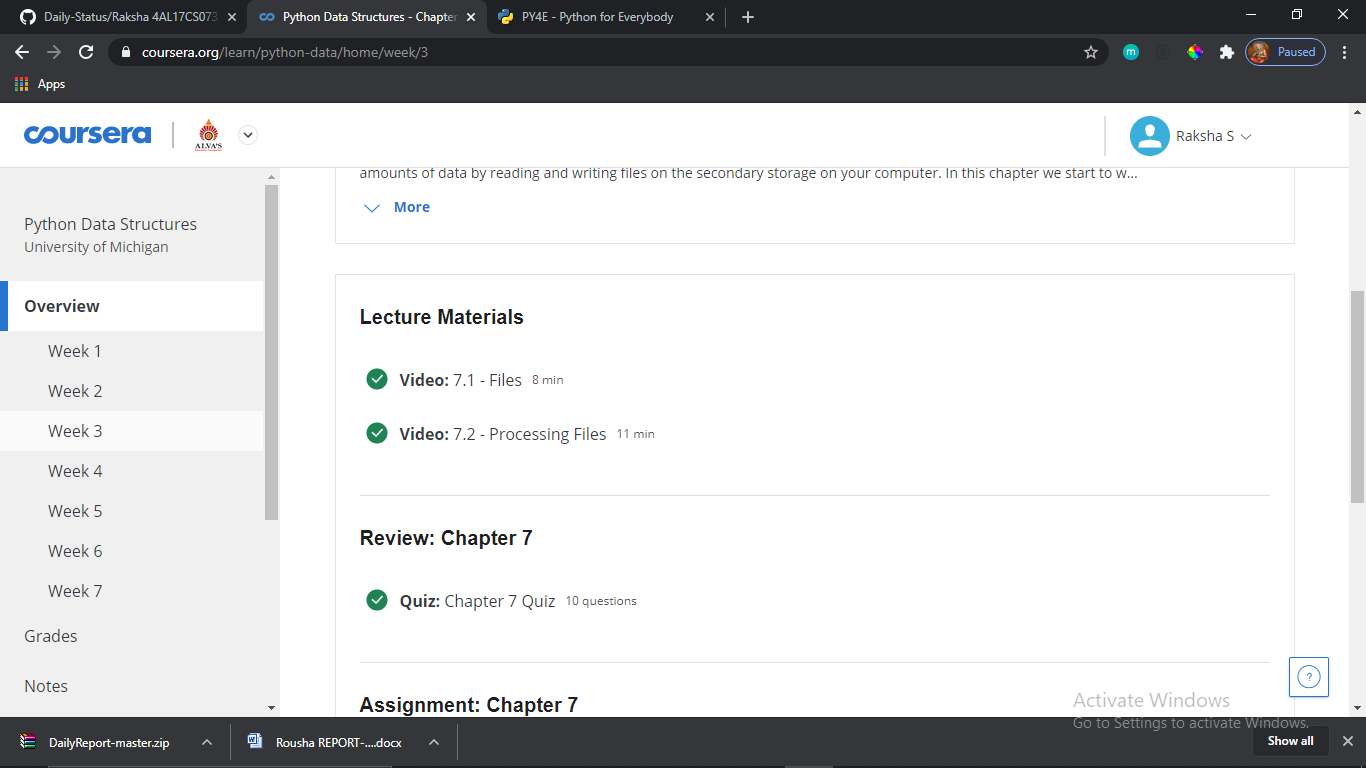 Daily-Status/Raksha 4AL17CS073
Python Data Structures - Chapter
PY4E - Python for Everybody
coursera.org/learn/python-data/home/week/3
m
Paused
Apps
coursera
ALVA'S
Raksha S
Python Data Structures
University of Michigan
Overview
Week 1
Week 2
Week 3
Week 4
Week 5
Week 6
Week 7
Grades
Notes
amounts of data by reading and writing files on the secondary storage on your computer. In this chapter we start to w...
More
Lecture Materials
Video: 7.1 - Files 8 min
Video: 7.2 - Processing Files 11 min
Review: Chapter 7
Quiz: Chapter 7 Quiz 10 questions
Assignment: Chapter 7
?
Activate Windows
Go to Settings to activate Windows.
DailyReport-master.zip
Rousha REPORT-....docx
Show all